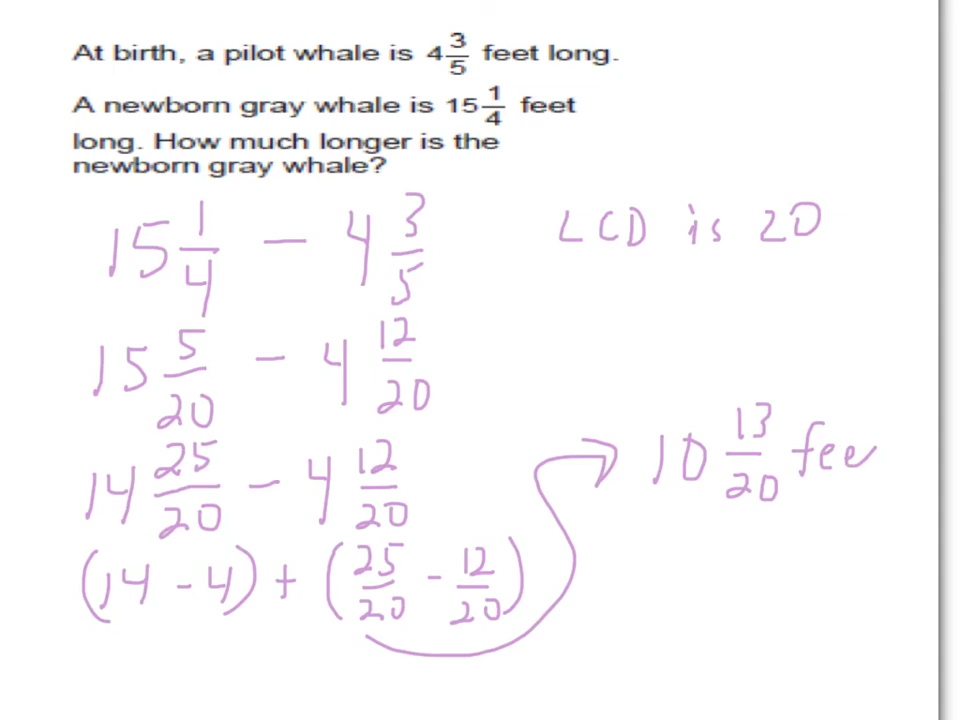 At birth, a pilot whale is 4 3/5 feet long.
A newborn gray whale is 15 1/4 feet
long. How much longer is the
newborn gray whale?
15 1/4 - 4 3/5
LCD is 20
15 5/20 - 4 12/20
14 25/20 - 4 12/20
(14 - 4) + (25/20 - 12/20)
10 13/20 fee